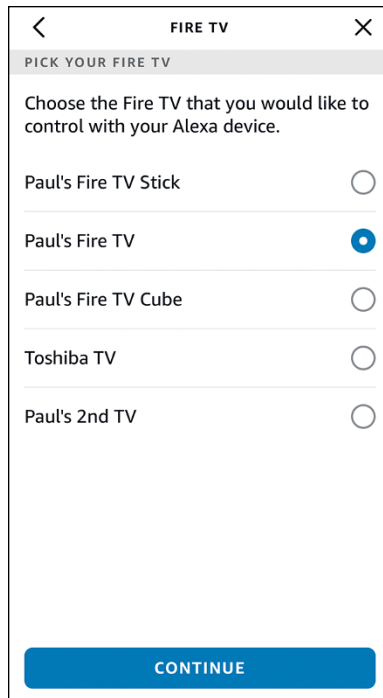 FIRE TV
PICK YOUR FIRE TV
Choose the Fire TV that you would like to
control with your Alexa device.
Paul's Fire TV Stick
Paul's Fire TV
Paul's Fire TV Cube
Toshiba TV
Paul's 2nd TV
CONTINUE